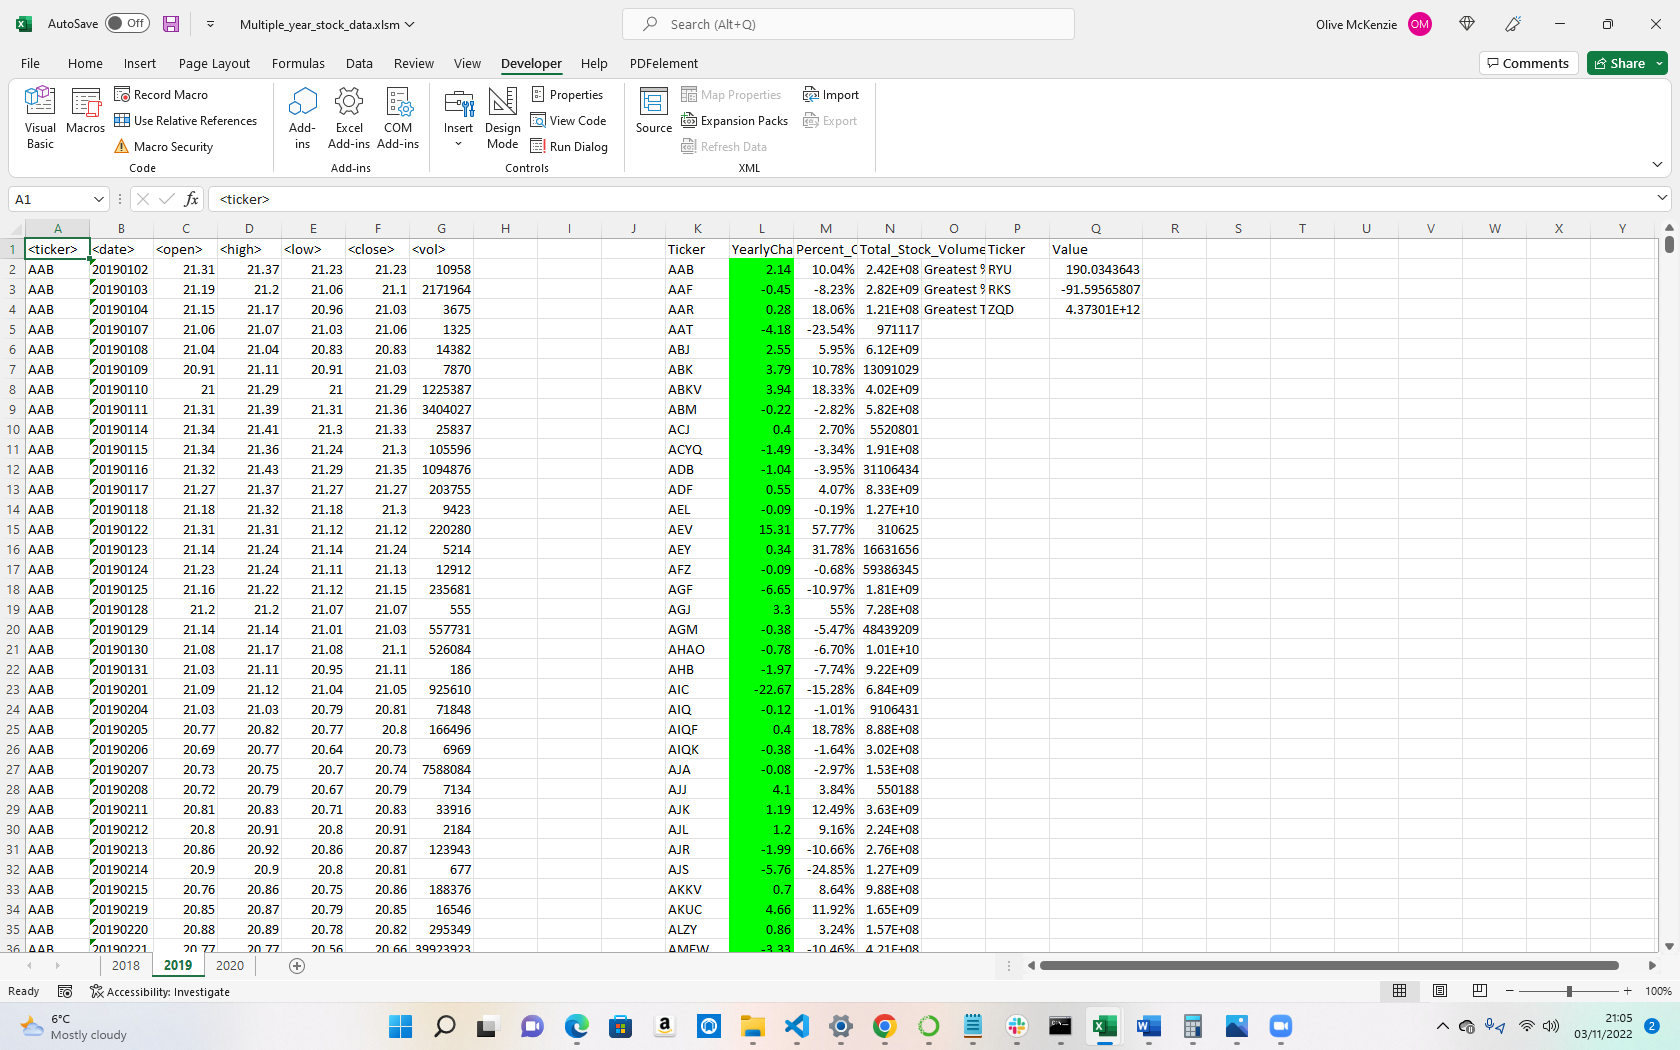 AutoSave Off Multiple_year_stock_data.xlsm Search (Alt+Q) Olive McKenzie OM
File Home Insert Page Layout Formulas Data Review View Developer Help PDFelement Comments Share
Visual Basic Macros Record Macro Use Relative References Macro Security Code
Add-ins Excel Add-ins COM Add-ins Add-ins
Insert Design Mode Properties View Code Run Dialog Controls
Source Map Properties Expansion Packs Refresh Data Import Export XML
A1 fx <ticker>
A B C D E F G H I J K L M N O P Q R S T U V W X Y
1 <ticker> <date> <open> <high> <low> <close> <vol> Ticker YearlyCha Percent_C Total_Stock_Volume Ticker Value
2 AAB 20190102 21.31 21.37 21.23 21.23 10958 AAB 2.14 10.04% 2.42E+08 Greatest % RYU 190.0343643
3 AAB 20190103 21.19 21.2 21.06 21.1 2171964 AAF -0.45 -8.23% 2.82E+09 Greatest % RKS -91.59565807
4 AAB 20190104 21.15 21.17 20.96 21.03 3675 AAR 0.28 18.06% 1.21E+08 Greatest T ZQD 4.37301E+12
5 AAB 20190107 21.06 21.07 21.03 21.06 1325 AAT -4.18 -23.54% 971117
6 AAB 20190108 21.04 21.04 20.83 20.83 14382 ABJ 2.55 5.95% 6.12E+09
7 AAB 20190109 20.91 21.11 20.91 21.03 7870 ABK 3.79 10.78% 13091029
8 AAB 20190110 21 21.29 21 21.29 1225387 ABKV 3.94 18.33% 4.02E+09
9 AAB 20190111 21.31 21.39 21.31 21.36 3404027 ABM -0.22 -2.82% 5.82E+08
10 AAB 20190114 21.34 21.41 21.3 21.33 25837 ACJ 0.4 2.70% 5520801
11 AAB 20190115 21.34 21.36 21.24 21.3 105596 ACYQ -1.49 -3.34% 1.91E+08
12 AAB 20190116 21.32 21.43 21.29 21.35 1094876 ADB -1.04 -3.95% 31106434
13 AAB 20190117 21.27 21.37 21.27 21.27 203755 ADF 0.55 4.07% 8.33E+09
14 AAB 20190118 21.18 21.32 21.18 21.3 9423 AEL -0.09 -0.19% 1.27E+10
15 AAB 20190122 21.31 21.31 21.12 21.12 220280 AEV 15.31 57.77% 310625
16 AAB 20190123 21.14 21.24 21.14 21.24 5214 AEY 0.34 31.78% 16631656
17 AAB 20190124 21.23 21.24 21.11 21.13 12912 AFZ -0.09 -0.68% 59386345
18 AAB 20190125 21.16 21.22 21.12 21.15 235681 AGF -6.65 -10.97% 1.81E+09
19 AAB 20190128 21.2 21.2 21.07 21.07 555 AGJ 3.3 55% 7.28E+08
20 AAB 20190129 21.14 21.14 21.01 21.03 557731 AGM -0.38 -5.47% 48439209
21 AAB 20190130 21.08 21.17 21.08 21.1 526084 AHAO -0.78 -6.70% 1.01E+10
22 AAB 20190131 21.03 21.11 20.95 21.11 186 AHB -1.97 -7.74% 9.22E+09
23 AAB 20190201 21.09 21.12 21.04 21.05 925610 AIC -22.67 -15.28% 6.84E+09
24 AAB 20190204 21.03 21.03 20.79 20.81 71848 AIQ -0.12 -1.01% 9106431
25 AAB 20190205 20.77 20.82 20.77 20.8 166496 AIQF 0.4 18.78% 8.88E+08
26 AAB 20190206 20.69 20.77 20.64 20.73 6969 AIQK -0.38 -1.64% 3.02E+08
27 AAB 20190207 20.73 20.75 20.7 20.74 7588084 AJA -0.08 -2.97% 1.53E+08
28 AAB 20190208 20.72 20.79 20.67 20.79 7134 AJJ 4.1 3.84% 550188
29 AAB 20190211 20.81 20.83 20.71 20.83 33916 AJK 1.19 12.49% 3.63E+09
30 AAB 20190212 20.8 20.91 20.8 20.91 2184 AJL 1.2 9.16% 2.24E+08
31 AAB 20190213 20.86 20.92 20.86 20.87 123943 AJR -1.99 -10.66% 2.76E+08
32 AAB 20190214 20.9 20.9 20.8 20.81 677 AJS -5.76 -24.85% 1.27E+09
33 AAB 20190215 20.76 20.86 20.75 20.86 188376 AKKV 0.7 8.64% 9.88E+08
34 AAB 20190219 20.85 20.87 20.79 20.85 16546 AKUC 4.66 11.92% 1.65E+09
35 AAB 20190220 20.88 20.89 20.78 20.82 295349 ALZY 0.86 3.24% 1.57E+08
36 AAB 20190221 20.77 20.77 20.56 20.66 39923923 AMEW -3.33 -10.46% 4.21E+08
2018 2019 2020
Ready Accessibility: Investigate 100%
6°C
Mostly cloudy
21:05
03/11/2022 2